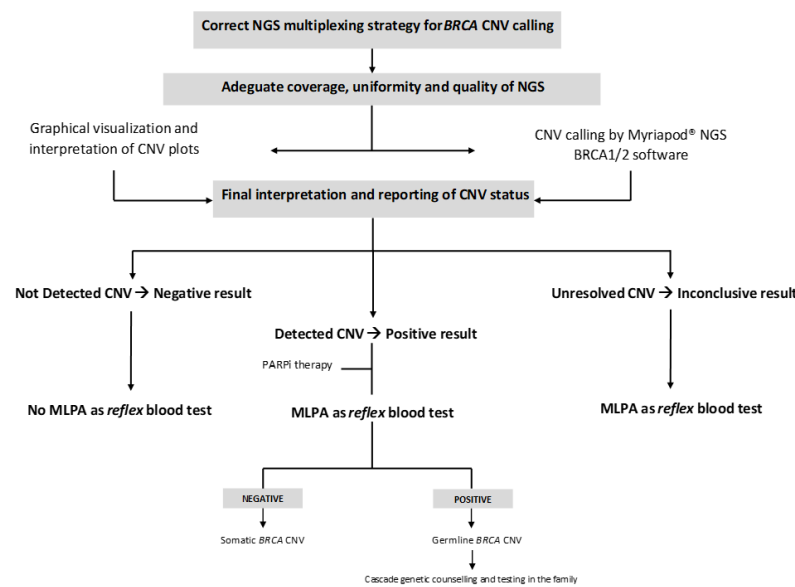 Correct NGS multiplexing strategy for BRCA CNV calling
Adeguate coverage, uniformity and quality of NGS
Graphical visualization and
interpretation of CNV plots
CNV calling by Myriapod® NGS
BRCA1/2 software
Final interpretation and reporting of CNV status
Not Detected CNV → Negative result
Unresolved CNV → Inconclusive result
Detected CNV → Positive result
PARPi therapy
No MLPA as reflex blood test
MLPA as reflex blood test
MLPA as reflex blood test
NEGATIVE
POSITIVE
Somatic BRCA CNV
Germline BRCA CNV
Cascade genetic counselling and testing in the family